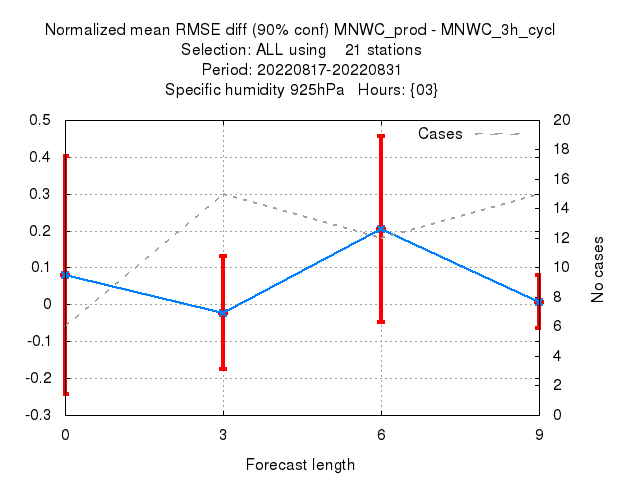 Normalized mean RMSE diff (90% conf) MNWC_prod - MNWC_3h_cycl
Selection: ALL using 21 stations
Period: 20220817-20220831
Specific humidity 925hPa Hours: {03}
Cases
0.5
0.4
0.3
0.2
0.1
0
-0.1
-0.2
-0.3
20
18
16
14
12
10
8
6
4
2
0
No cases
0 3 6 9
Forecast length